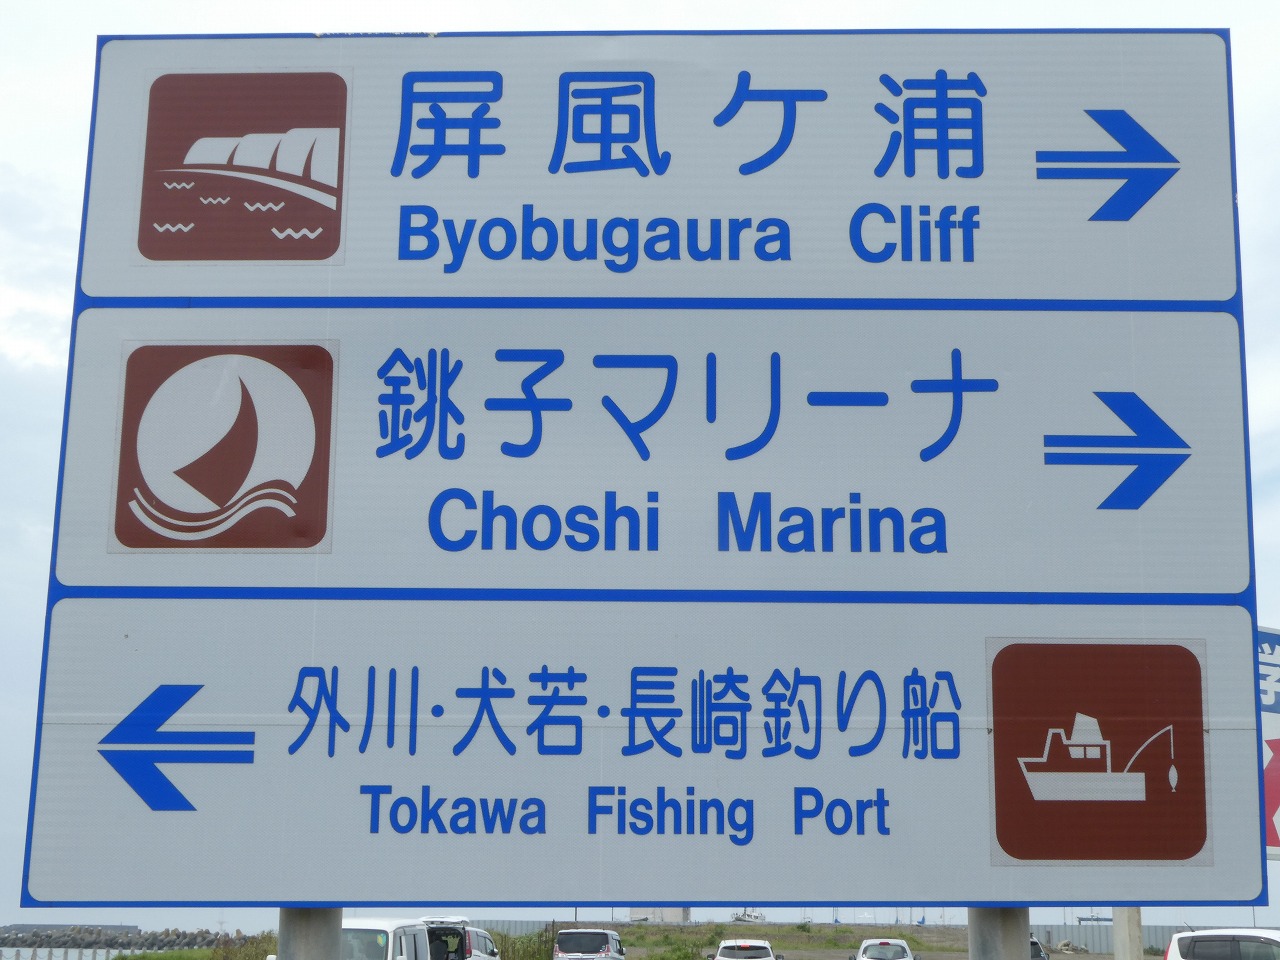 屏風ケ浦
Byobugaura Cliff
銚子マリーナ
Choshi Marina
外川・犬若・長崎釣り船
Tokawa Fishing Port